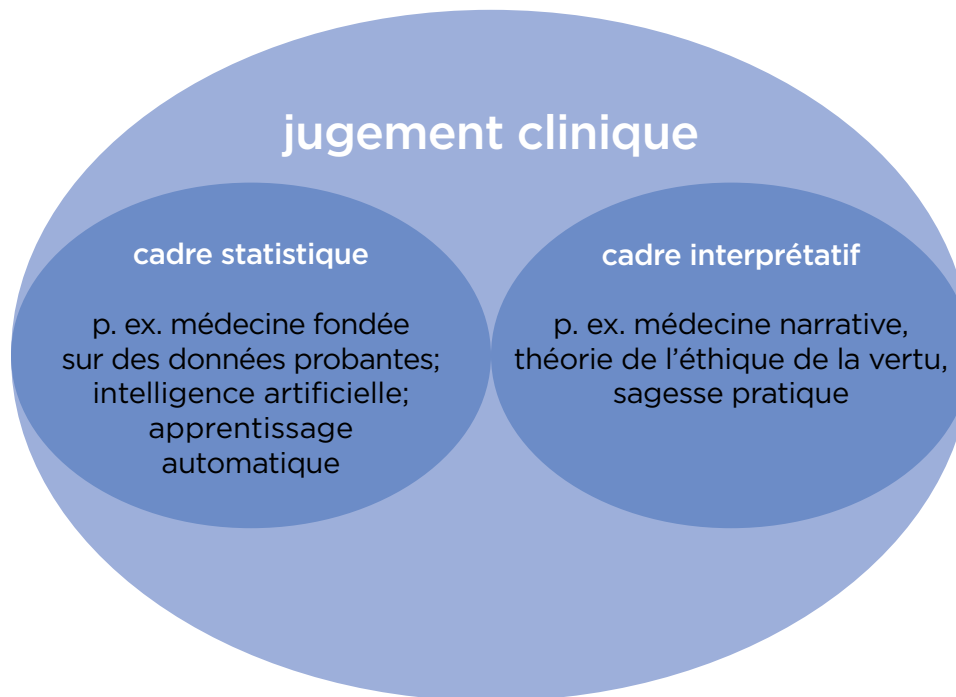 jugement clinique
cadre statistique
p. ex. médecine fondée
sur des données probantes;
intelligence artificielle;
apprentissage
automatique
cadre interprétatif
p. ex. médecine narrative,
théorie de l’éthique de la vertu,
sagesse pratique